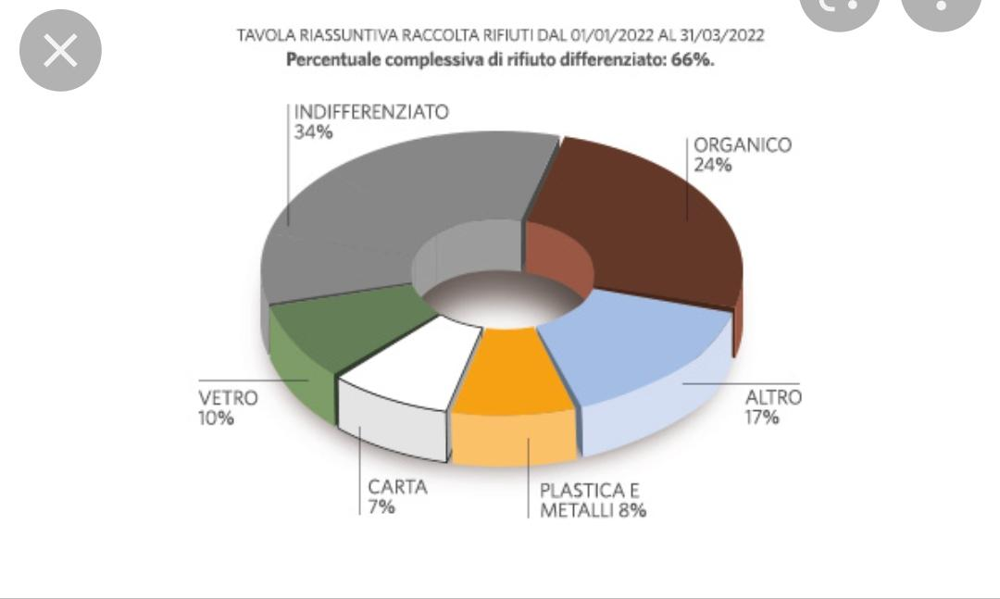 TAVOLA RIASSUNTIVA RACCOLTA RIFIUTI DAL 01/01/2022 AL 31/03/2022
Percentuale complessiva di rifiuto differenziato: 66%.
INDIFFERENZIATO
34%
ORGANICO
24%
VETRO
10%
ALTRO
17%
CARTA
7%
PLASTICA E
METALLI 8%